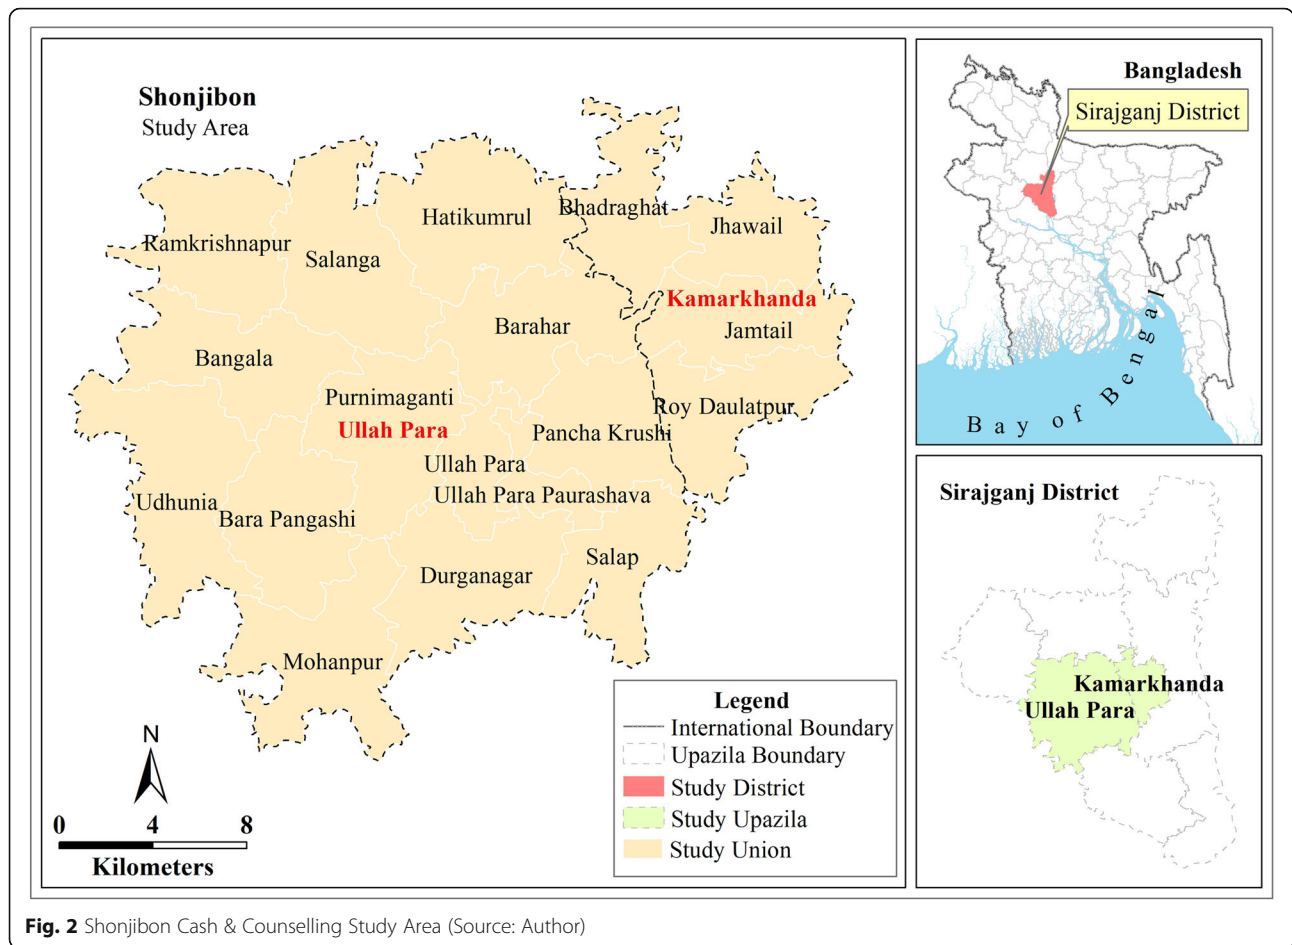 Shonjibon
Study Area
Ramkrishnapur
Salanga
Hatikumrul
Bhadraghat
Jhawail
Kamarkhanda
Jamtail
Barahar
Bangala
Purnimaganti
Ullah Para
Roy Daulatpur
Pancha Krushi
Ullah Para
Ullah Para Paurashava
Udhunia
Bara Pangashi
Salap
Durganagar
Mohanpur
N
0 4 8
Kilometers
Legend
International Boundary
Upazila Boundary
Study District
Study Upazila
Study Union
Bangladesh
Sirajganj District
Bay of Bengal
Sirajganj District
Kamarkhanda
Ullah Para
Fig. 2 Shonjibon Cash & Counselling Study Area (Source: Author)